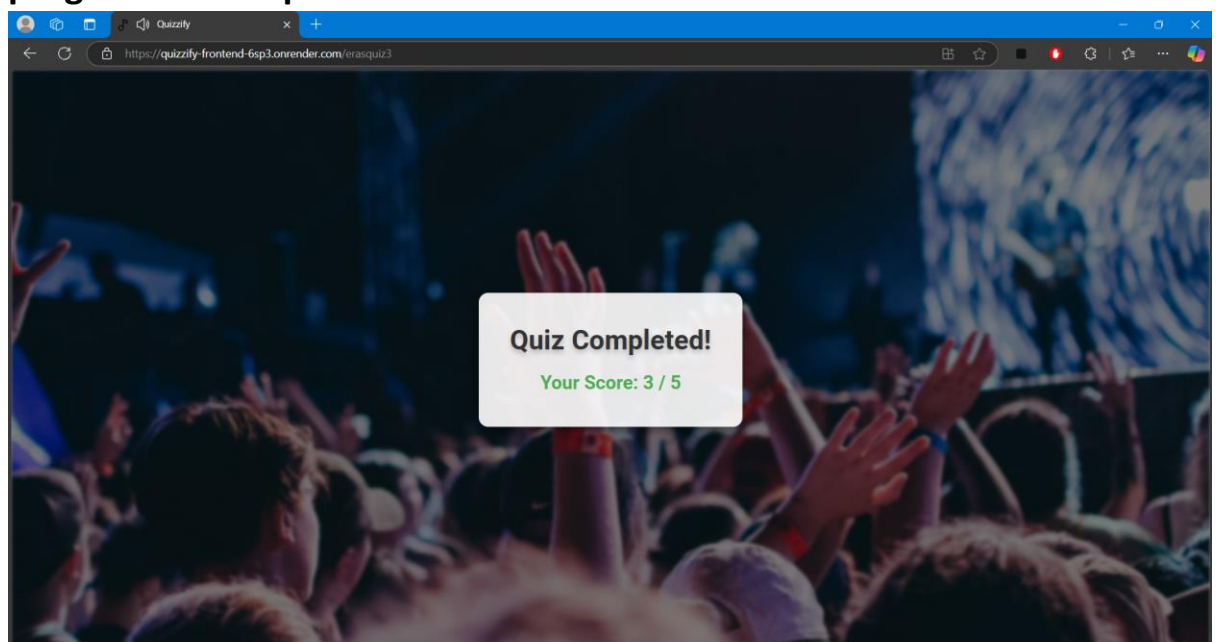 Quizzify
https://quizzify-frontend-6sp3.onrender.com/erasquiz3
Quiz Completed!
Your Score: 3 / 5